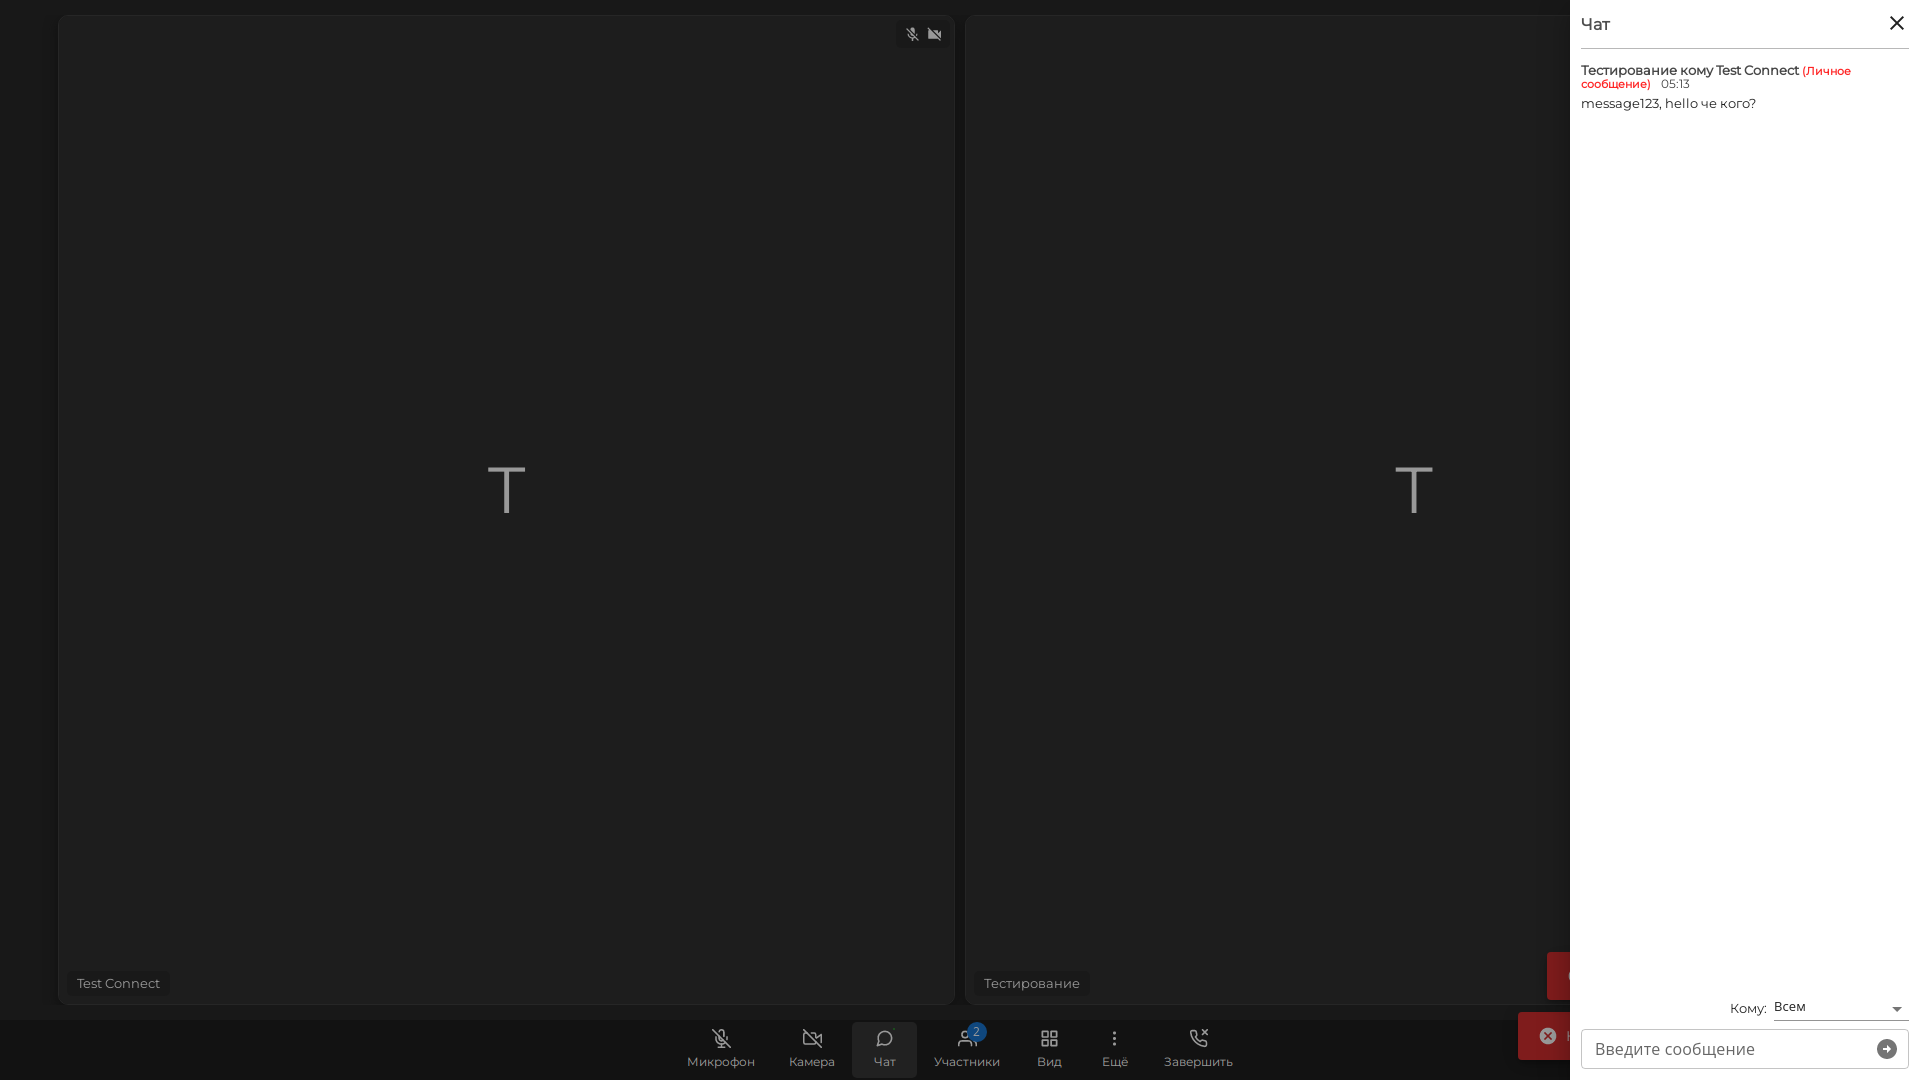 Чат
Тестирование кому Test Connect (Личное
сообщение) 05:13
message123, hello че кого?
T
T
Test Connect
Тестирование
Кому: Всем
Введите сообщение
2
Микрофон
Камера
Чат
Участники
Вид
Ещё
Завершить